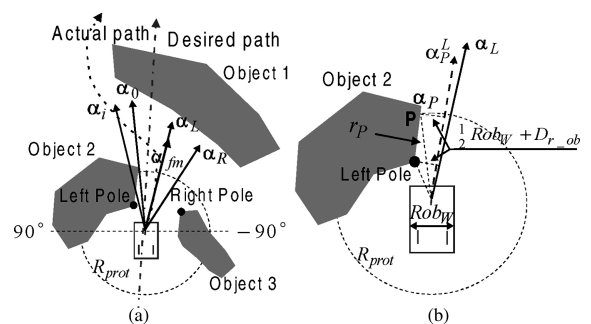 Actual path
Desired path
α_0
Object 1
α_i
α_L
α_fm
α_R
Object 2
Left Pole
Right Pole
90°
−90°
R_prot
Object 3
(a)
α_P^L
α_L
Object 2
α_P
P
r_P
1/2 Rob_W + D_r_ob
Left Pole
Rob_W
R_prot
(b)